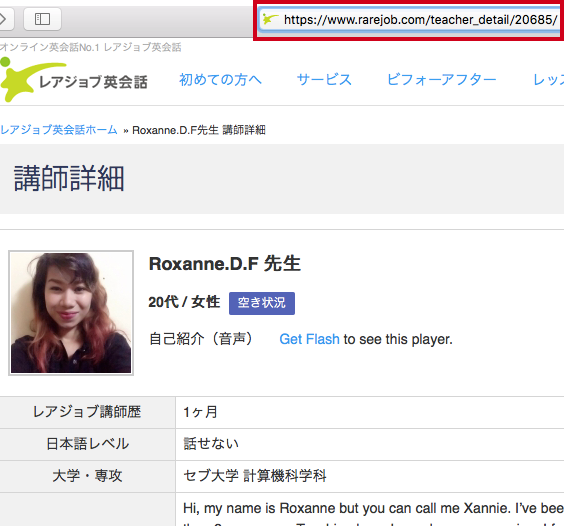 https://www.rarejob.com/teacher_detail/20685/
オンライン英会話No.1 レアジョブ英会話
レアジョブ英会話 初めての方へ サービス ビフォーアフター レッス
レアジョブ英会話ホーム » Roxanne.D.F先生 講師詳細
講師詳細
Roxanne.D.F 先生
20代 / 女性 空き状況
自己紹介（音声） Get Flash to see this player.
レアジョブ講師歴 1ヶ月
日本語レベル 話せない
大学・専攻 セブ大学 計算機科学科
Hi, my name is Roxanne but you can call me Xannie. I've bee